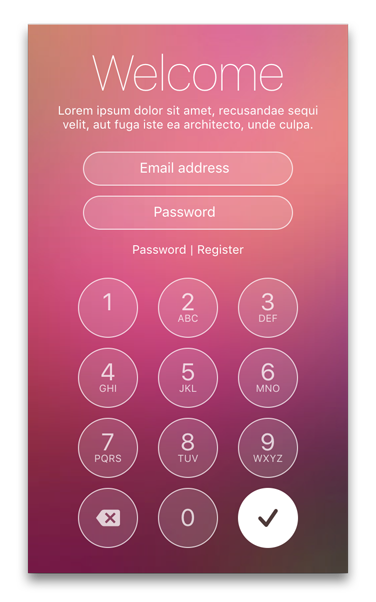 Welcome
Lorem ipsum dolor sit amet, recusandae sequi
velit, aut fuga iste ea architecto, unde culpa.
Email address
Password
Password | Register
1 2 3
ABC DEF
4 5 6
GHI JKL MNO
7 8 9
PQRS TUV WXYZ
0